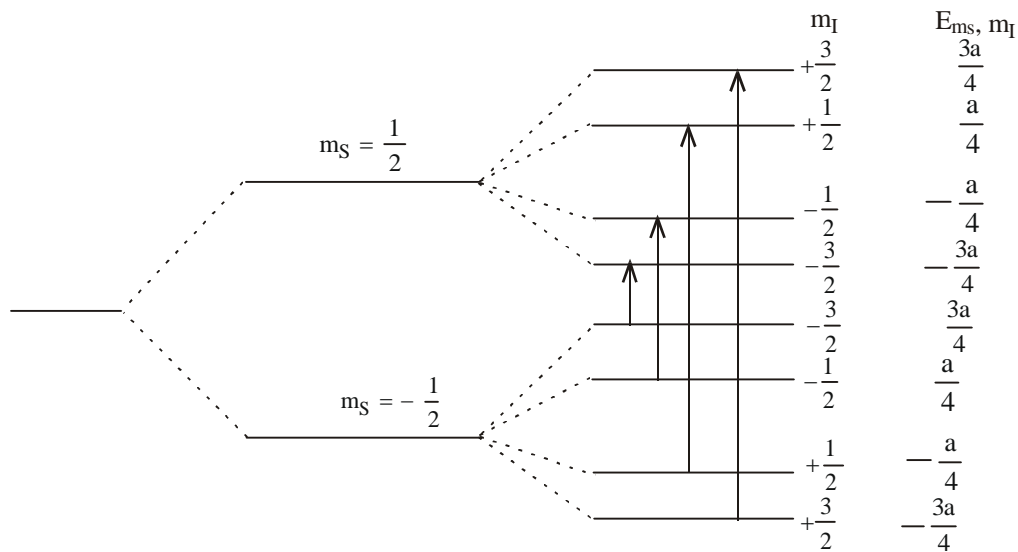 m_I E_ms, m_I
+3/2 3a/4
+1/2 a/4
m_S = 1/2
-1/2 -a/4
-3/2 -3a/4
-3/2 3a/4
-1/2 a/4
m_S = -1/2
+1/2 -a/4
+3/2 -3a/4